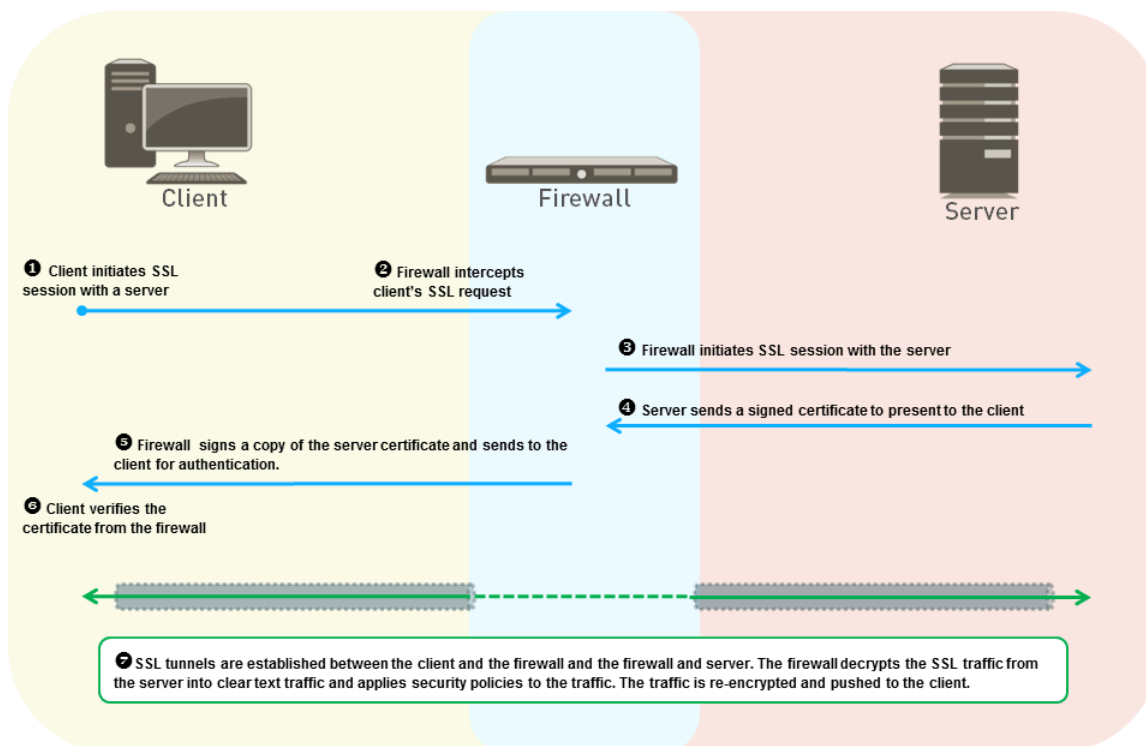 Client
Firewall
Server
❶ Client initiates SSL
session with a server
❷ Firewall intercepts
client's SSL request
❸ Firewall initiates SSL session with the server
❹ Server sends a signed certificate to present to the client
❺ Firewall signs a copy of the server certificate and sends to the
client for authentication.
❻ Client verifies the
certificate from the firewall
❼ SSL tunnels are established between the client and the firewall and the firewall and server. The firewall decrypts the SSL traffic from
the server into clear text traffic and applies security policies to the traffic. The traffic is re-encrypted and pushed to the client.